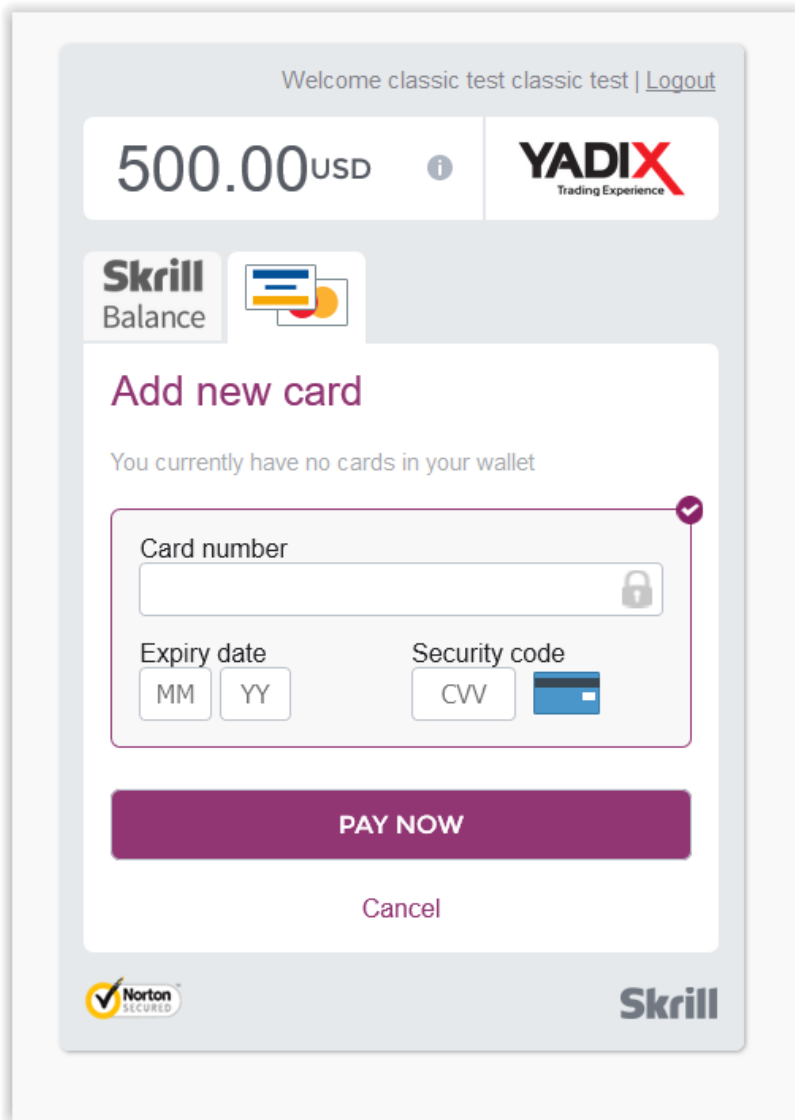 Welcome classic test classic test | Logout
500.00 USD
YADIX
Trading Experience
Skrill
Balance
Add new card
You currently have no cards in your wallet
Card number
Expiry date Security code
MM YY CVV
PAY NOW
Cancel
Norton
SECURED
Skrill